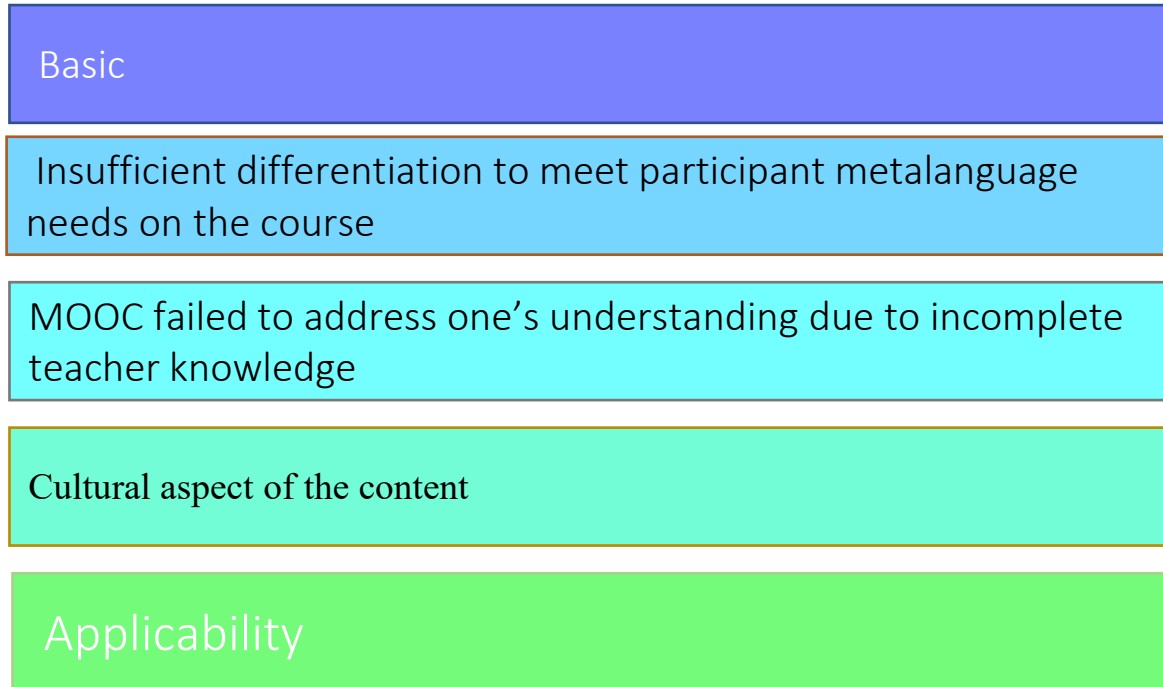 Basic
Insufficient differentiation to meet participant metalanguage
needs on the course
MOOC failed to address one’s understanding due to incomplete
teacher knowledge
Cultural aspect of the content
Applicability